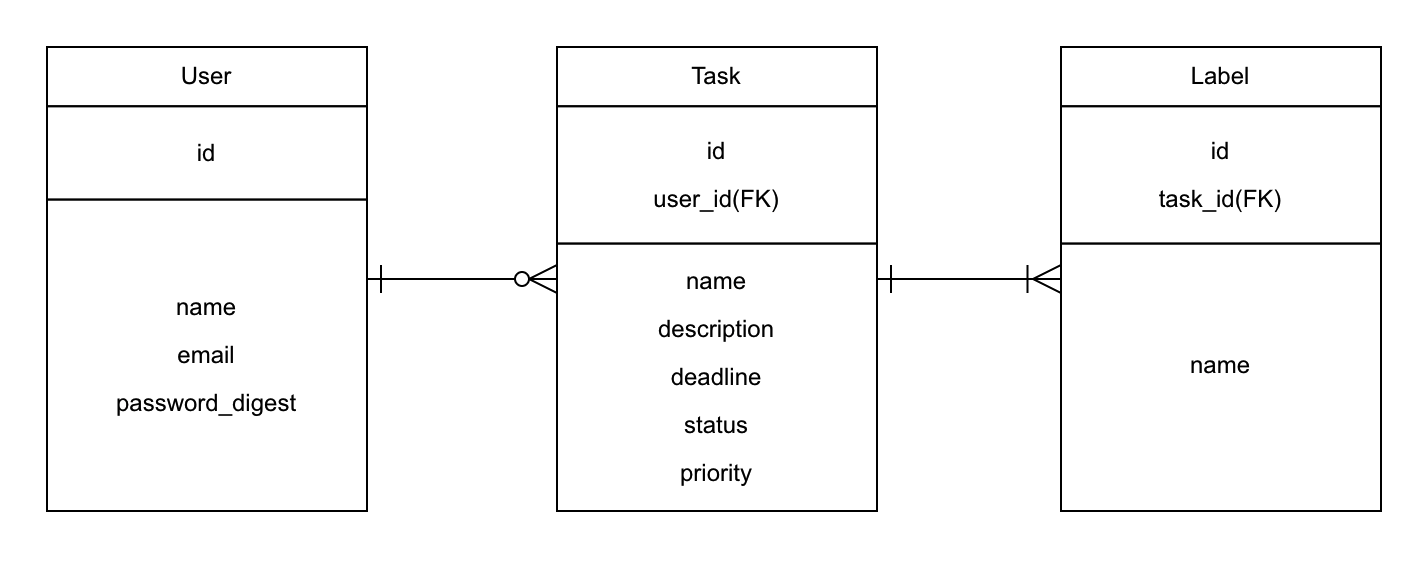 User
id
name
email
password_digest
Task
id
user_id(FK)
name
description
deadline
status
priority
Label
id
task_id(FK)
name